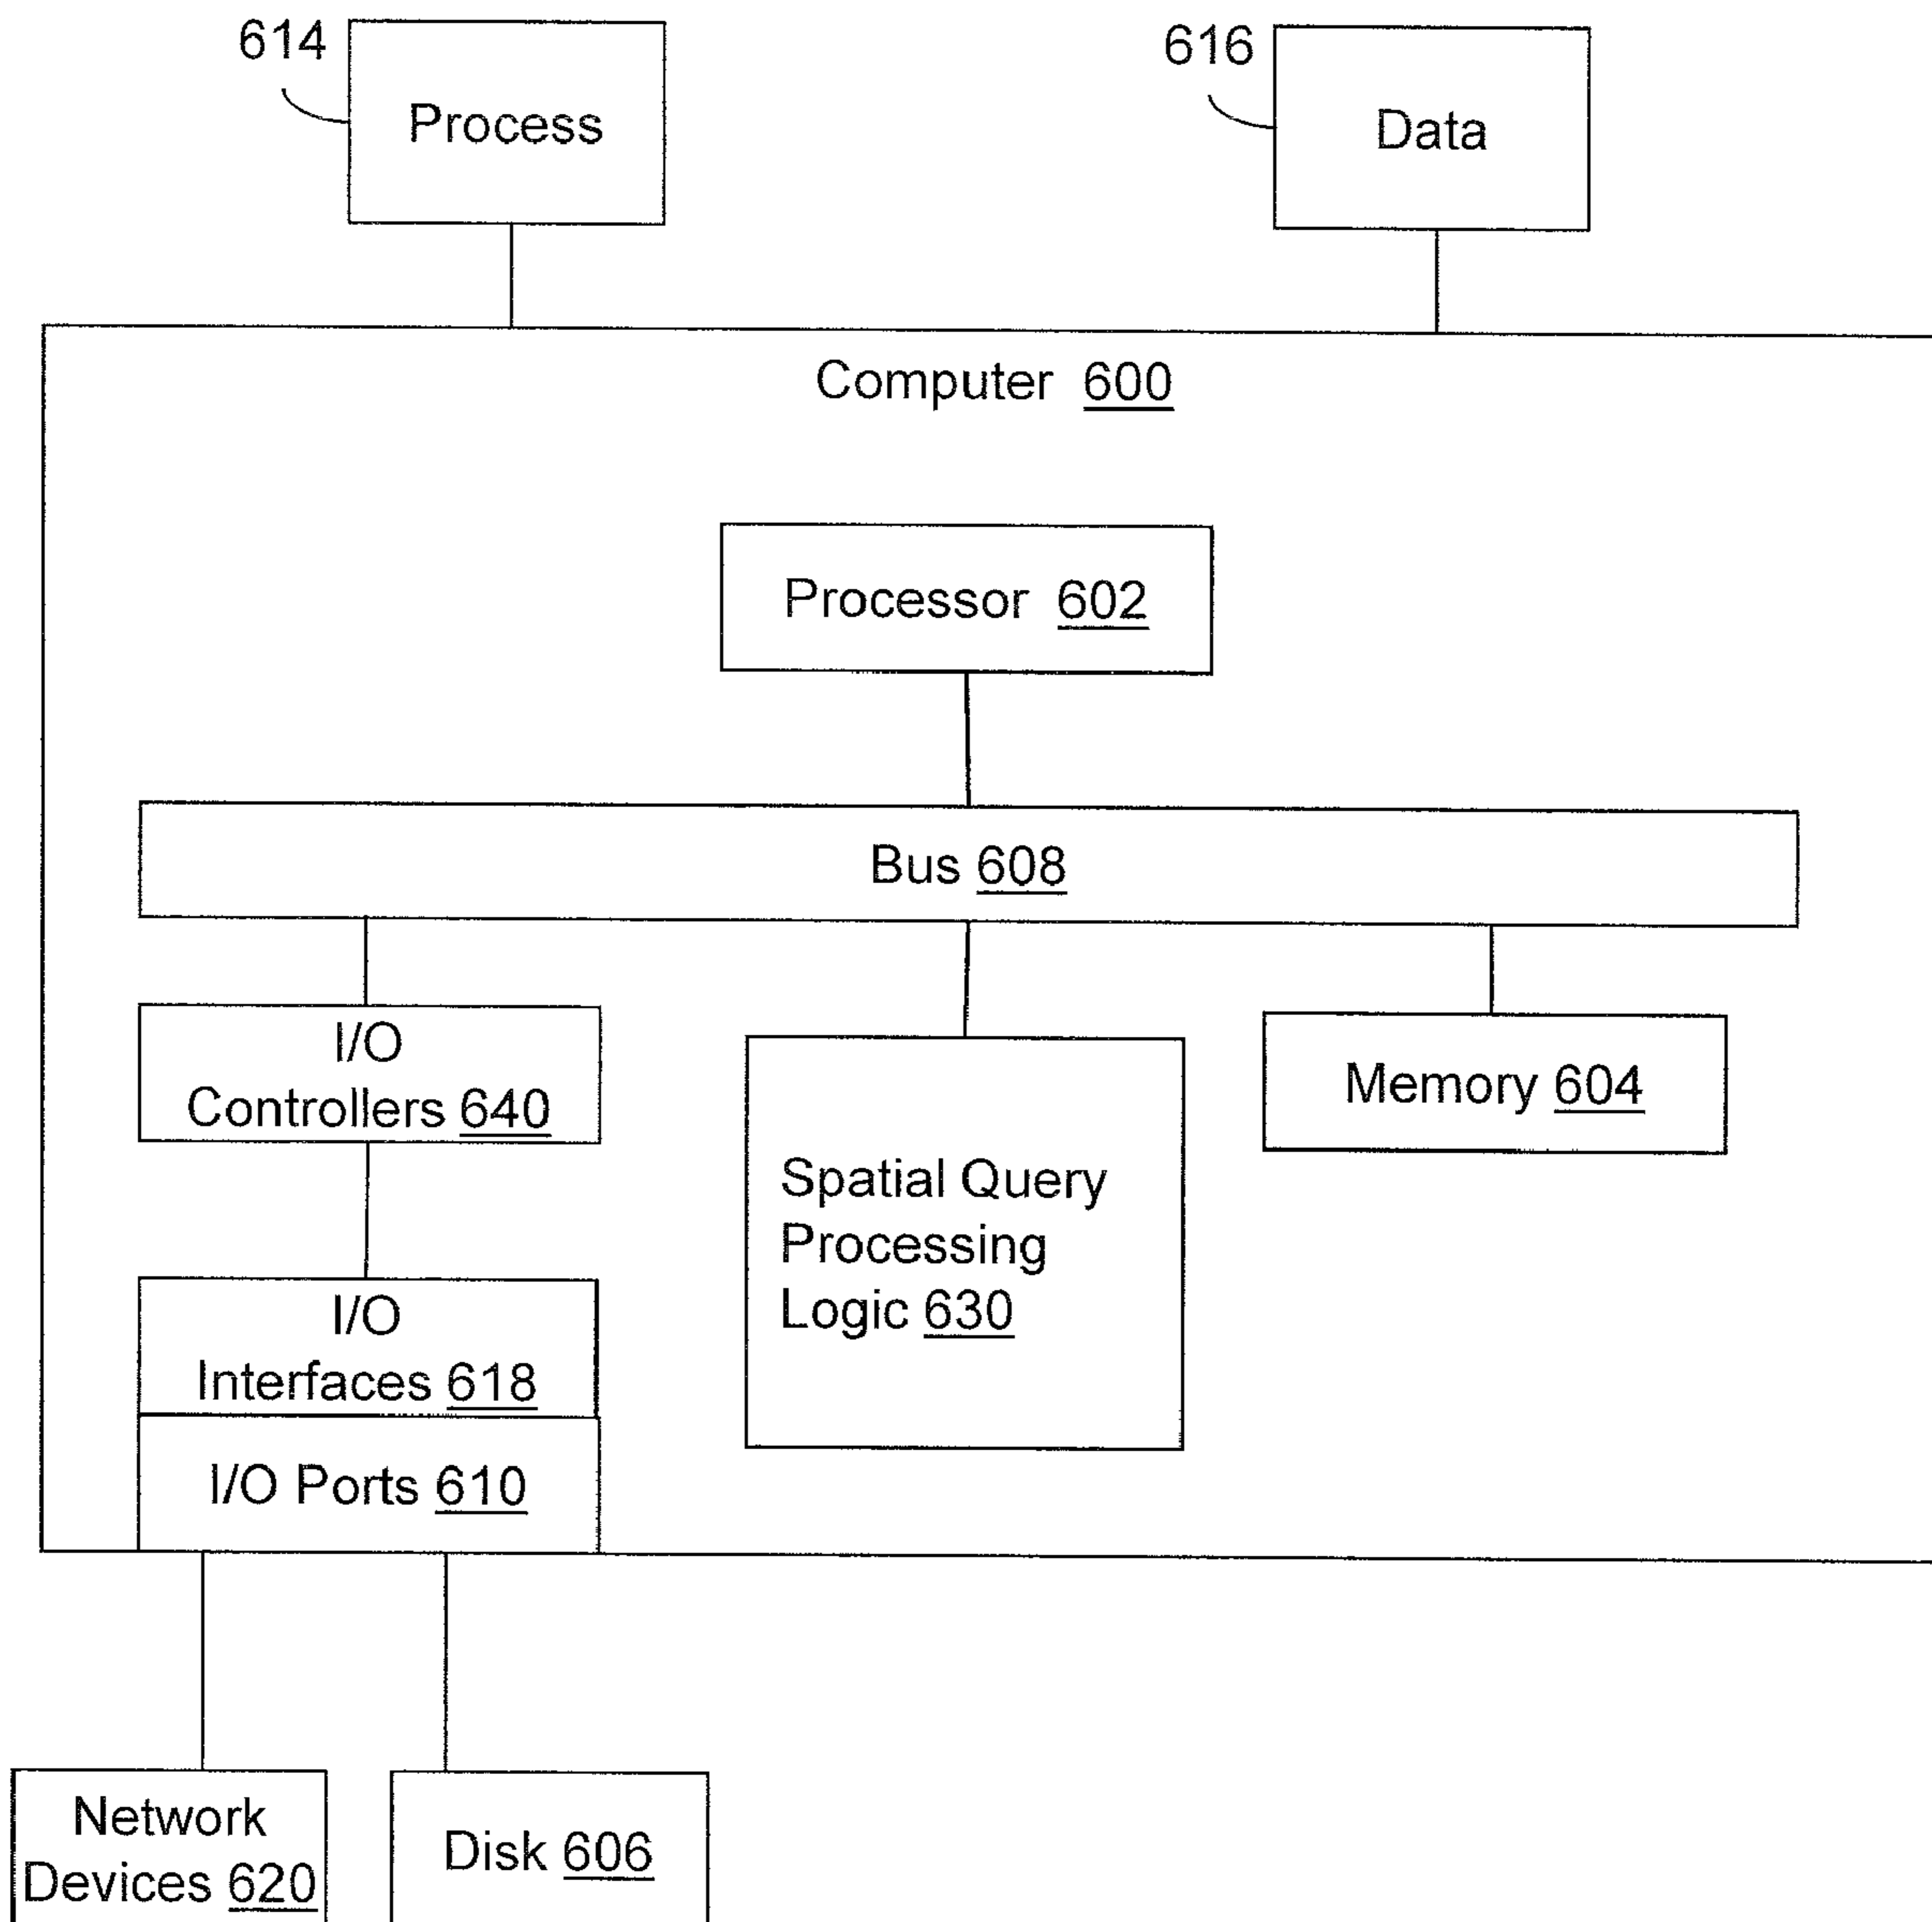 614
Process
616
Data
Computer 600
Processor 602
Bus 608
I/O
Controllers 640
Spatial Query
Processing
Logic 630
Memory 604
I/O
Interfaces 618
I/O Ports 610
Network
Devices 620
Disk 606